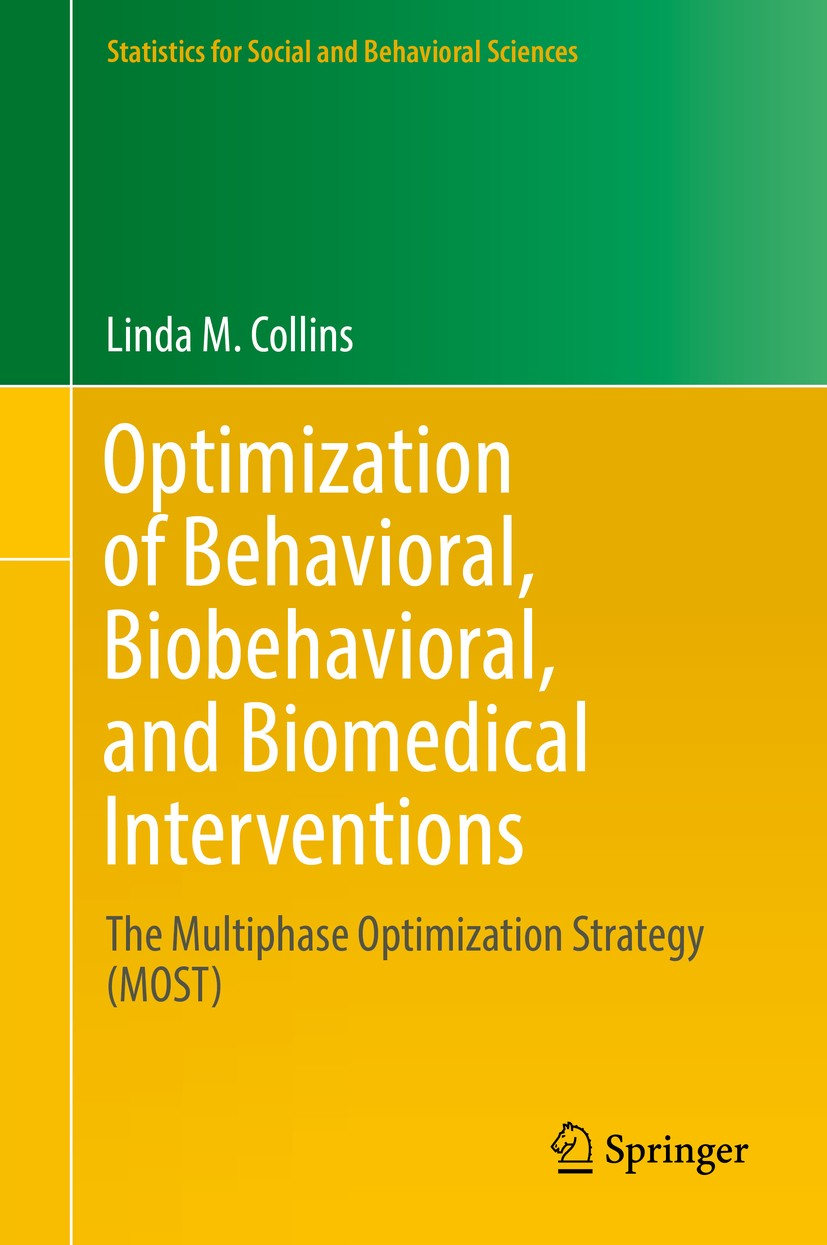 Statistics for Social and Behavioral Sciences
Linda M. Collins
Optimization
of Behavioral,
Biobehavioral,
and Biomedical
Interventions
The Multiphase Optimization Strategy
(MOST)
Springer